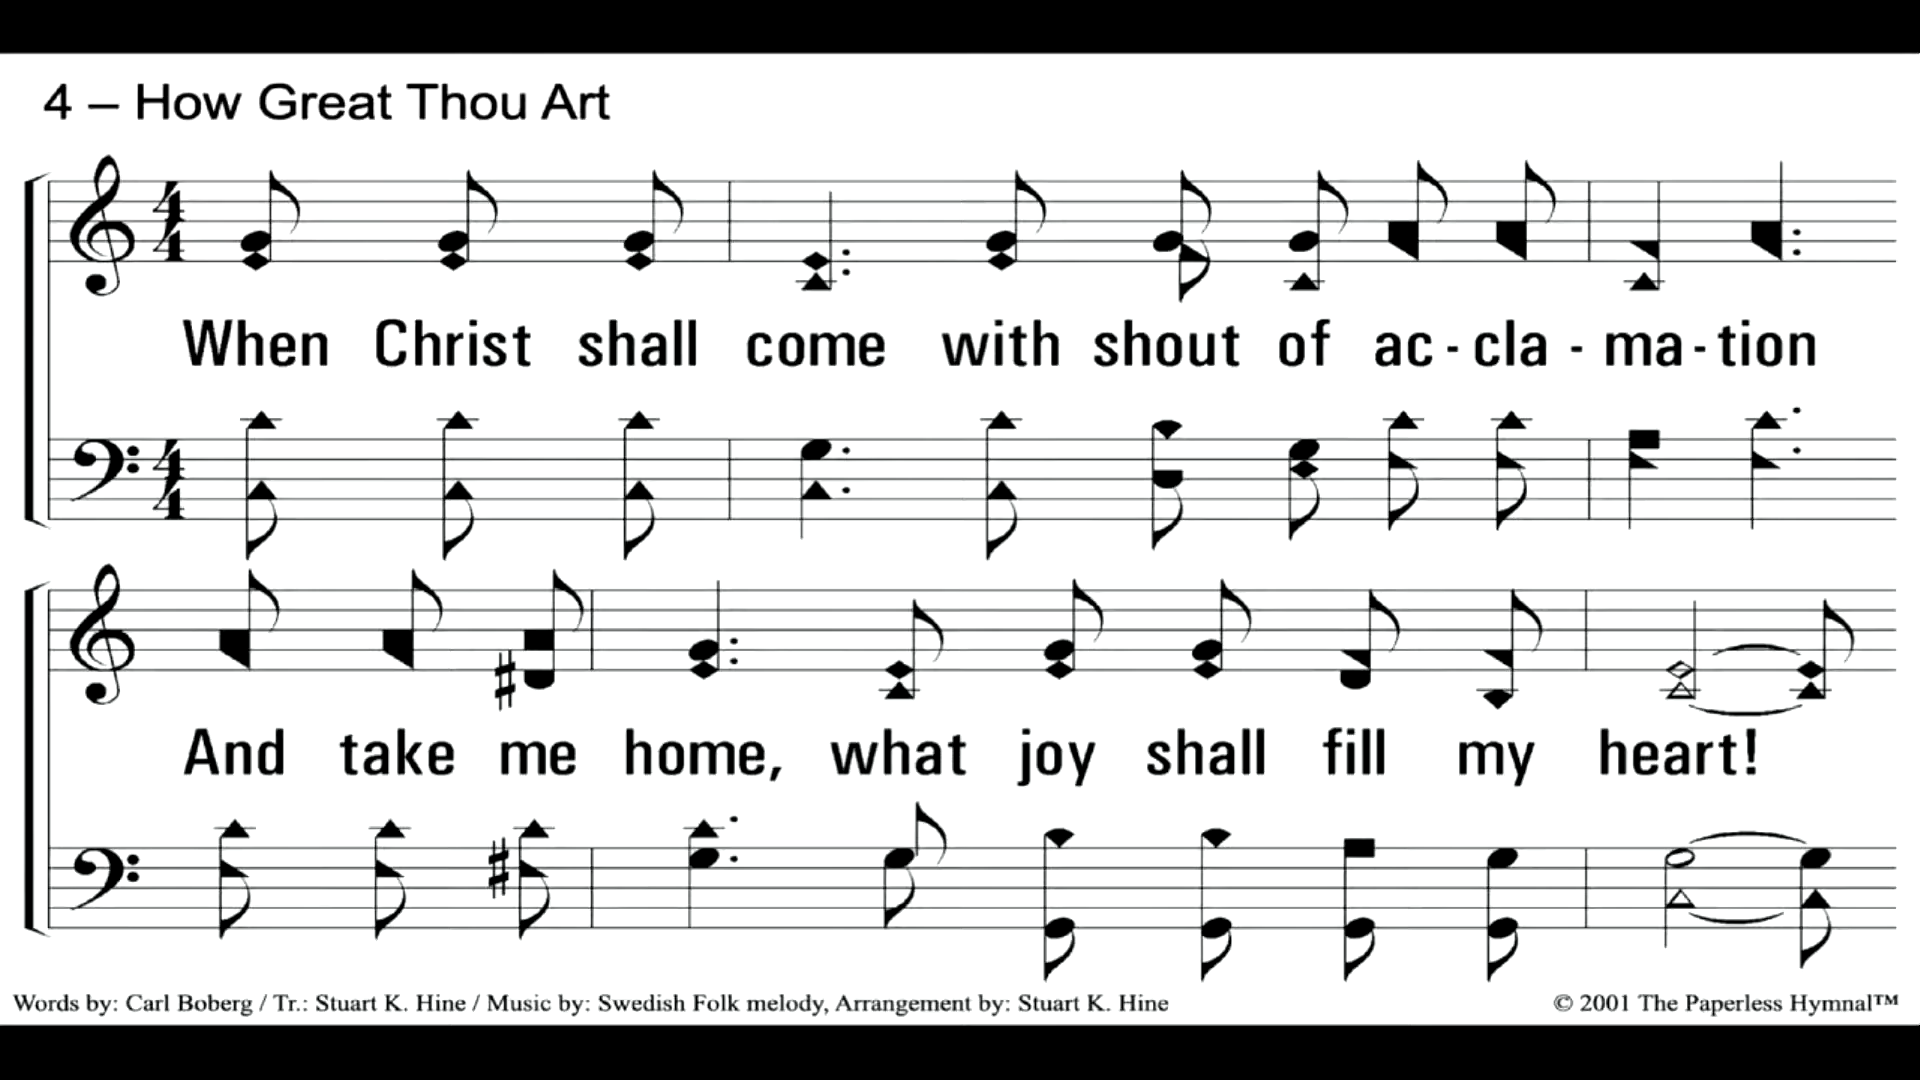 4 – How Great Thou Art
When Christ shall come with shout of ac - cla - ma - tion
And take me home, what joy shall fill my heart!
Words by: Carl Boberg / Tr.: Stuart K. Hine / Music by: Swedish Folk melody, Arrangement by: Stuart K. Hine
© 2001 The Paperless Hymnal™